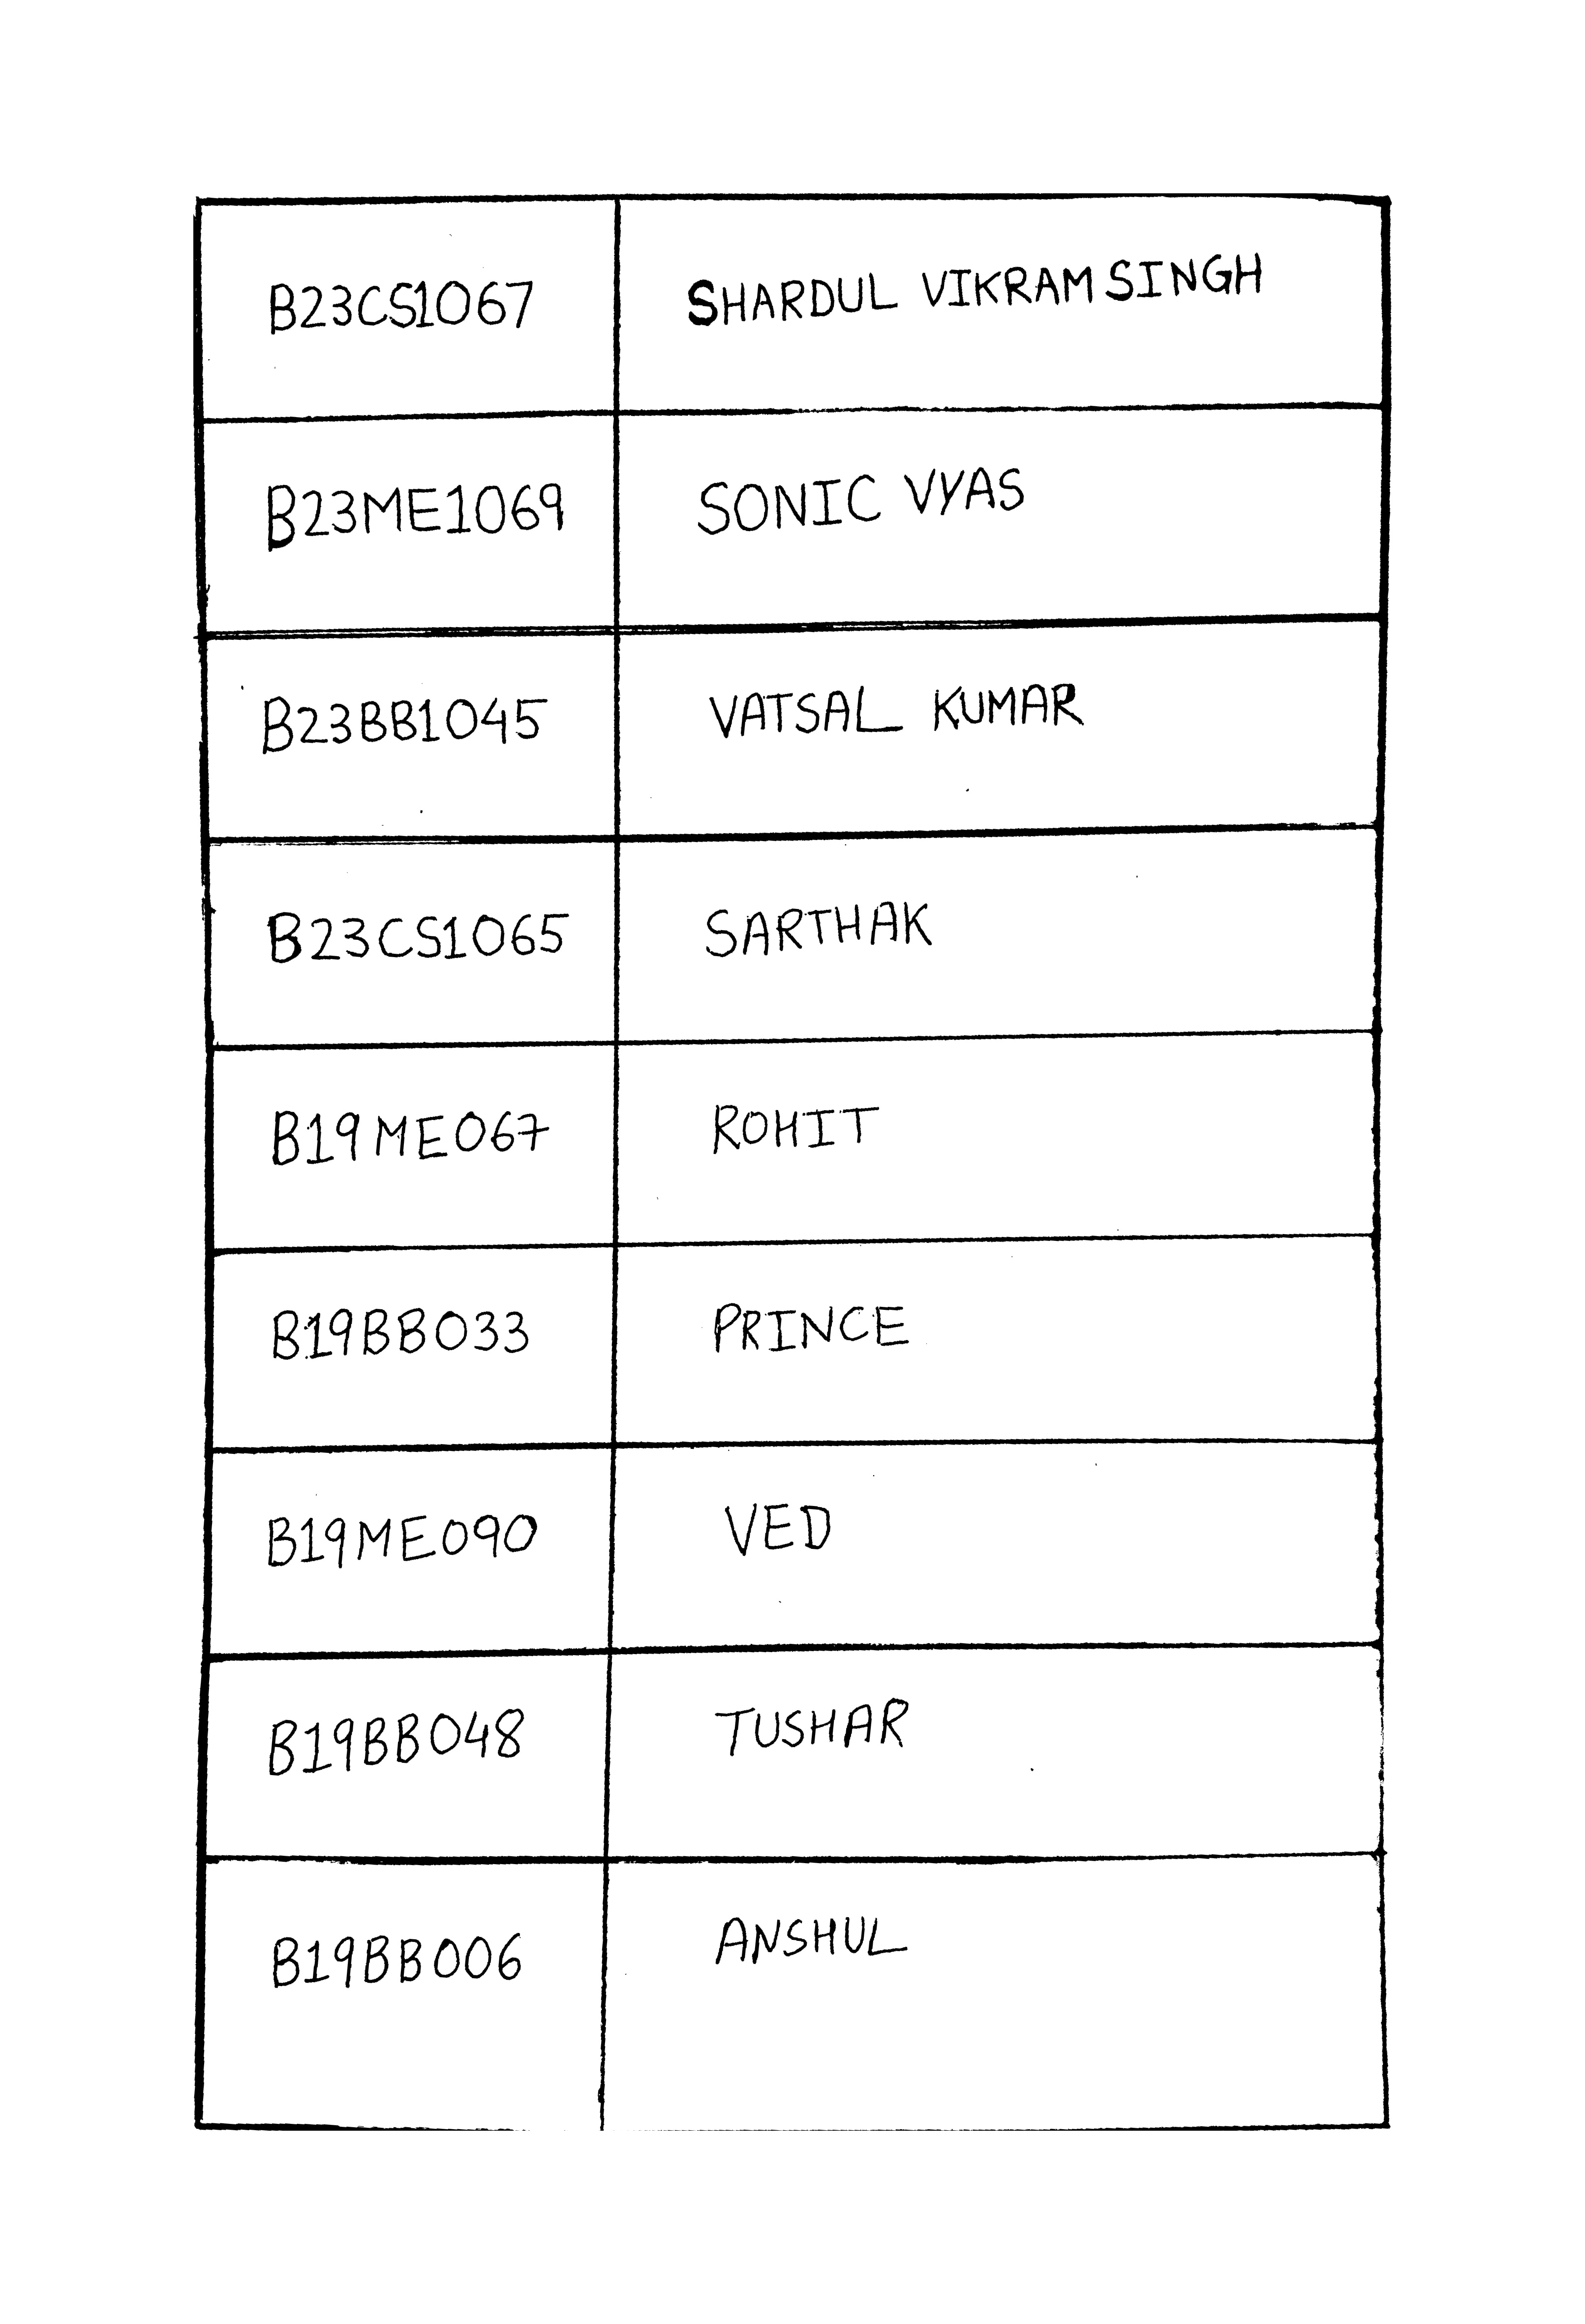 B23CS1067 SHARDUL VIKRAM SINGH
B23ME1069 SONIC VYAS
B23BB1045 VATSAL KUMAR
B23CS1065 SARTHAK
B19ME067 ROHIT
B19BB033 PRINCE
B19ME090 VED
B19BB048 TUSHAR
B19BB006 ANSHUL